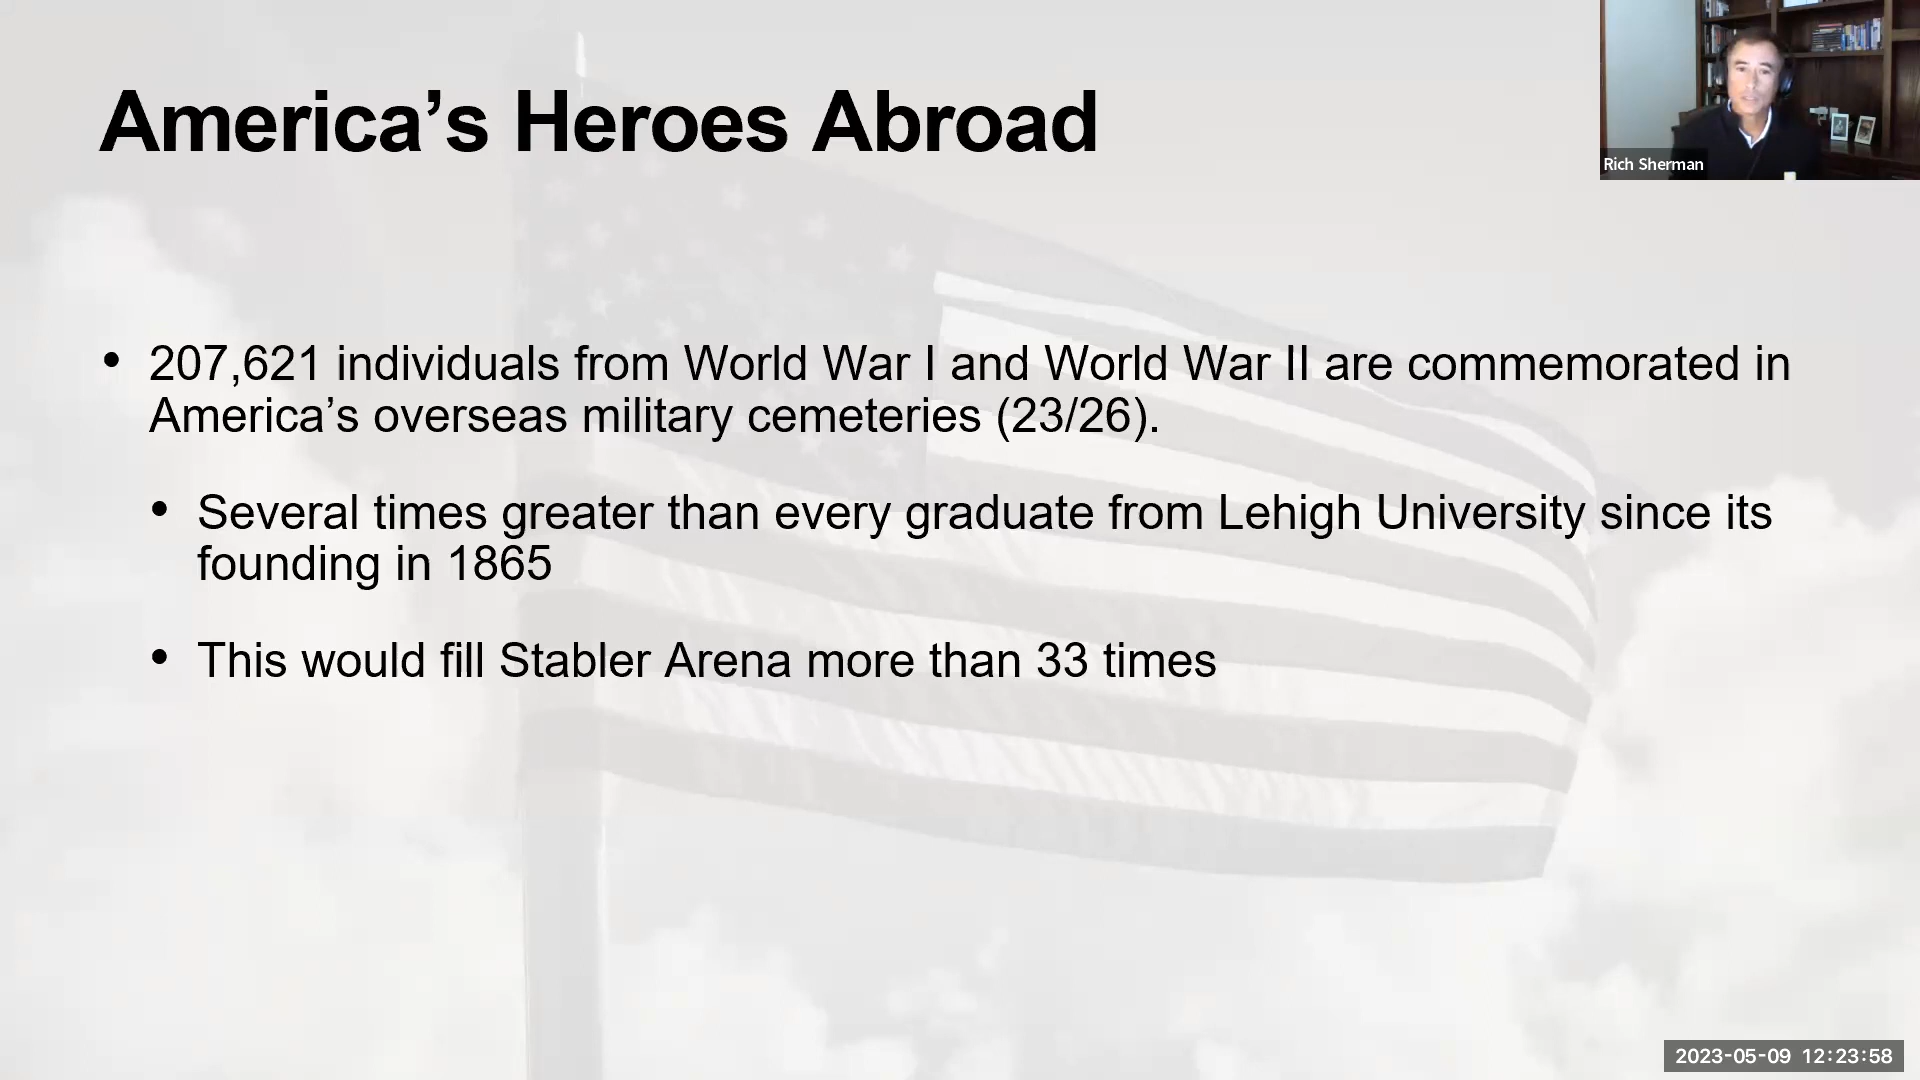 America’s Heroes Abroad
Rich Sherman
• 207,621 individuals from World War I and World War II are commemorated in
America’s overseas military cemeteries (23/26).
• Several times greater than every graduate from Lehigh University since its
founding in 1865
• This would fill Stabler Arena more than 33 times
2023-05-09 12:23:58